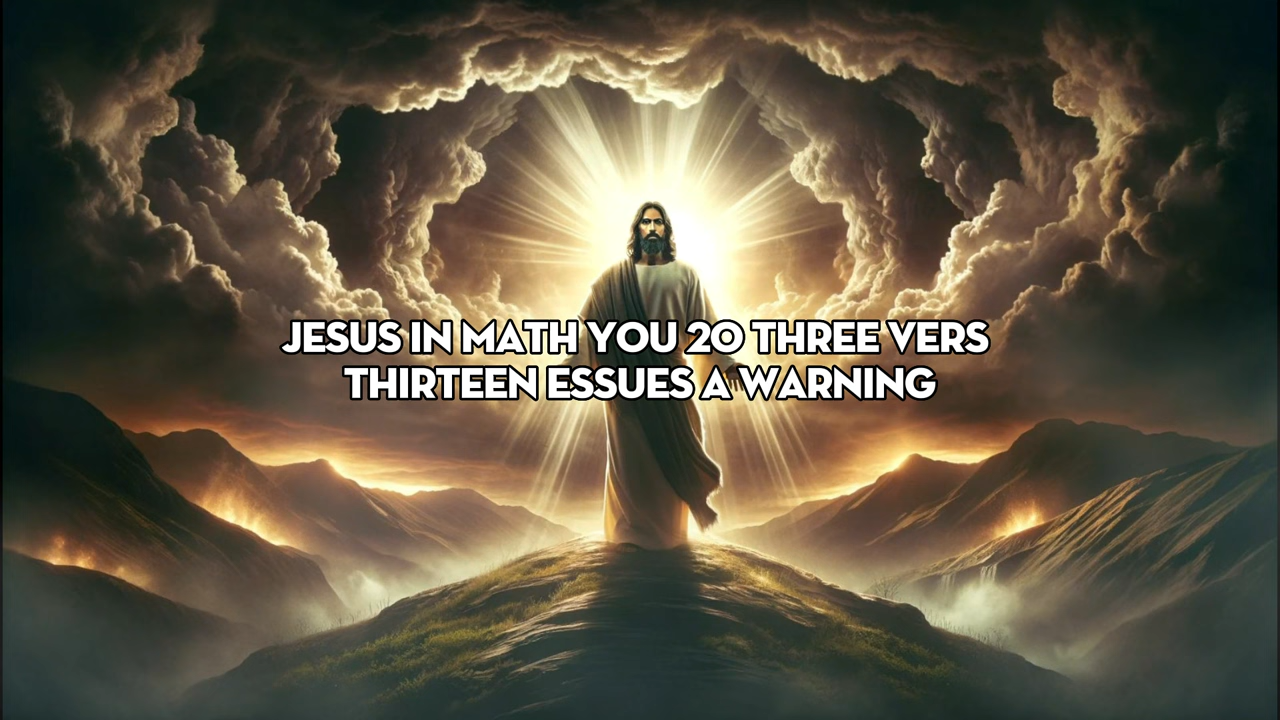 JESUS IN MATH YOU 20 THREE VERS
THIRTEEN ESSUES A WARNING